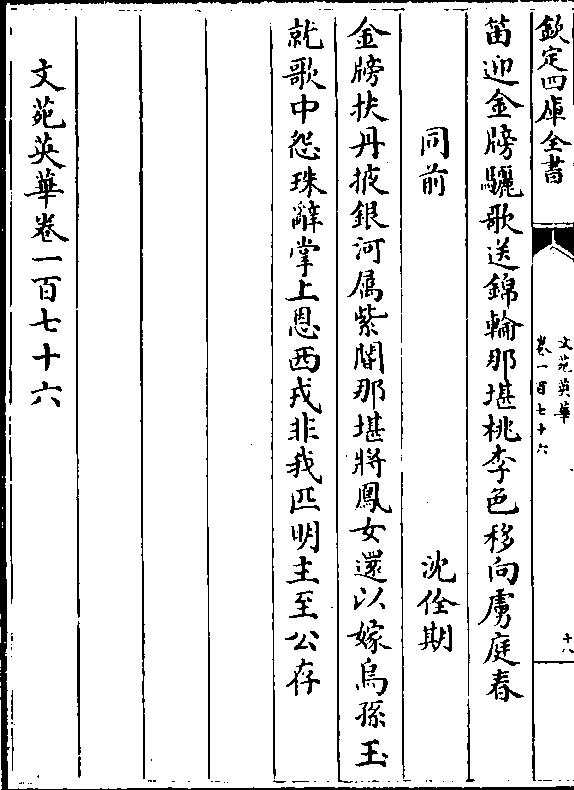 欽定四庫全書
文苑英華
卷一百七十六
十八
笛迎金牓驪歌送錦輪那堪桃李色移向虜庭春
同前 沈佺期
金牓扶丹掖銀河屬紫閽那堪將鳳女還以嫁烏孫玉
就歌中怨珠辭掌上恩西戎非我匹明主至公存
文苑英華卷一百七十六